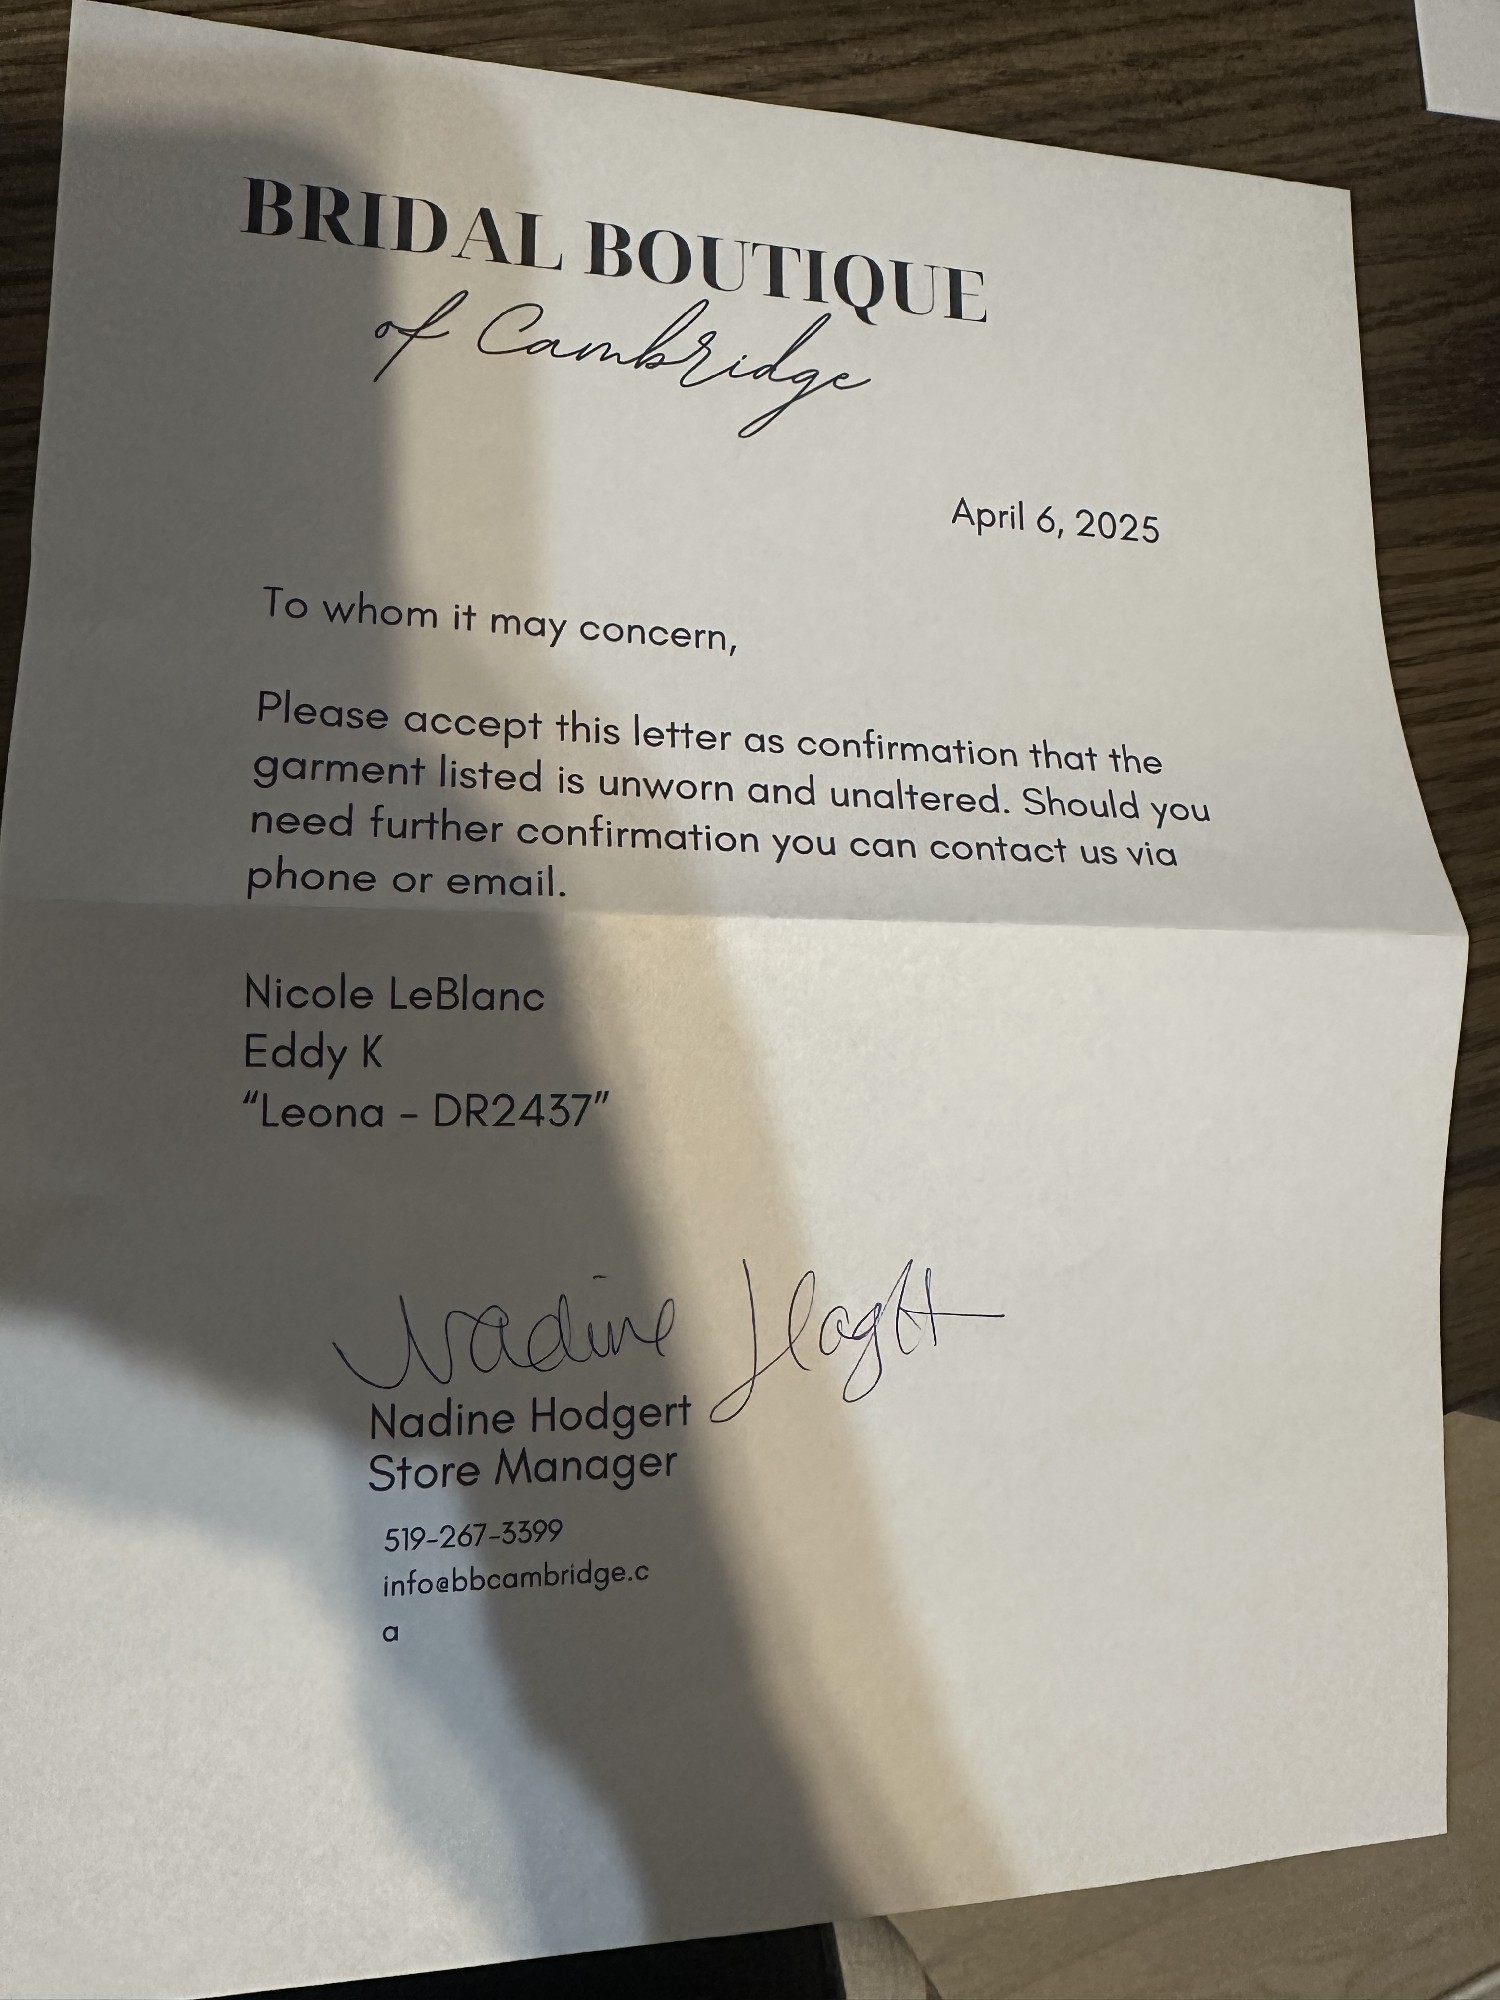 BRIDAL BOUTIQUE
of Cambridge
April 6, 2025
To whom it may concern,
Please accept this letter as confirmation that the
garment listed is unworn and unaltered. Should you
need further confirmation you can contact us via
phone or email.
Nicole LeBlanc
Eddy K
“Leona - DR2437”
Nadine
Nadine Hodgert
Store Manager
519-267-3399
info@bbcambridge.c
a